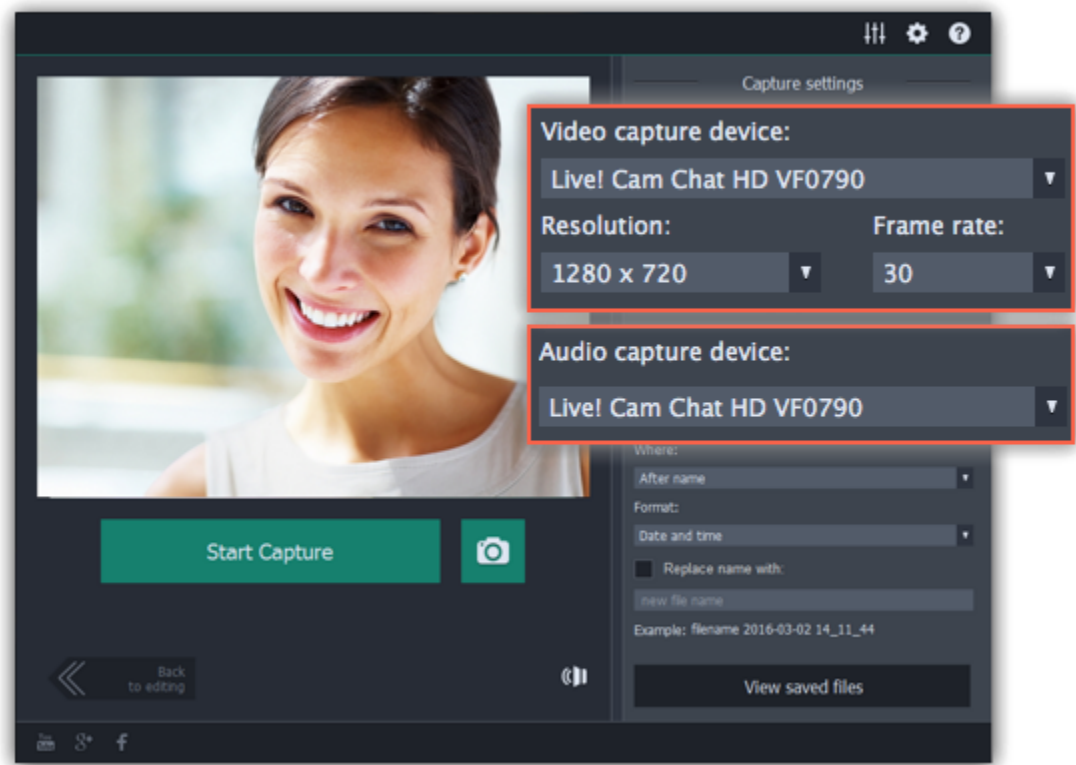 Capture settings
Video capture device:
Live! Cam Chat HD VF0790
Resolution: Frame rate:
1280 x 720 30
Audio capture device:
Live! Cam Chat HD VF0790
Where:
After name
Format:
Date and time
Replace name with:
new file name
Example: filename 2016-03-02 14_11_44
View saved files
Start Capture
Back
to editing